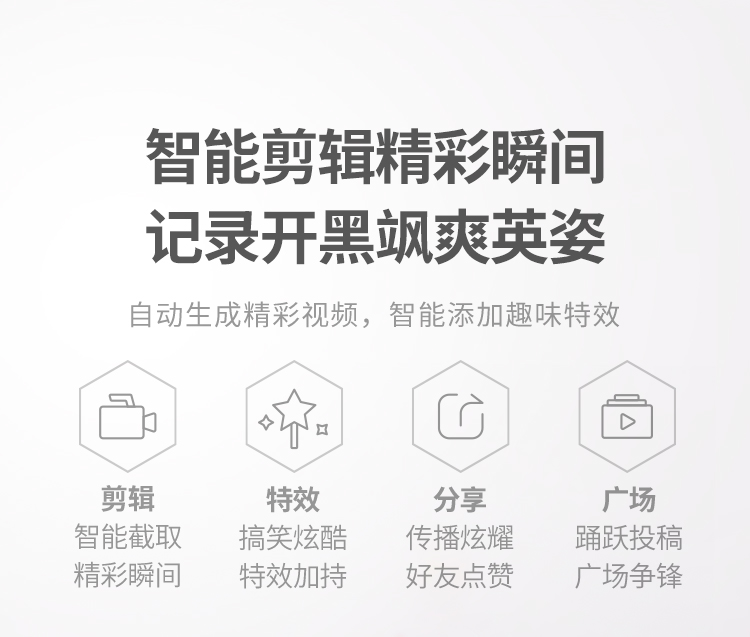 智能剪辑精彩瞬间
记录开黑飒爽英姿
自动生成精彩视频，智能添加趣味特效
剪辑
智能截取
精彩瞬间
特效
搞笑炫酷
特效加持
分享
传播炫耀
好友点赞
广场
踊跃投稿
广场争锋